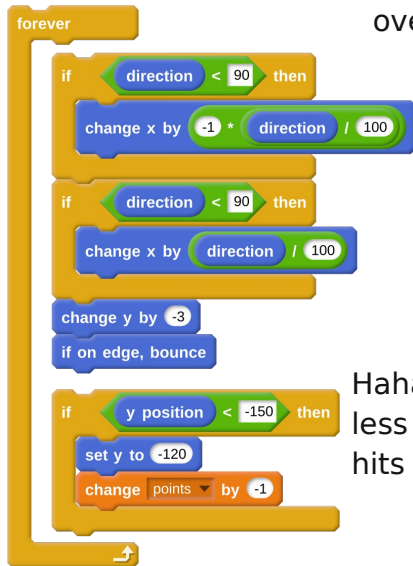 forever
ove
if direction < 90 then
change x by -1 * direction / 100
if direction < 90 then
change x by direction / 100
change y by -3
if on edge, bounce
if y position < -150 then
set y to -120
change points by -1
Haha
less
hits